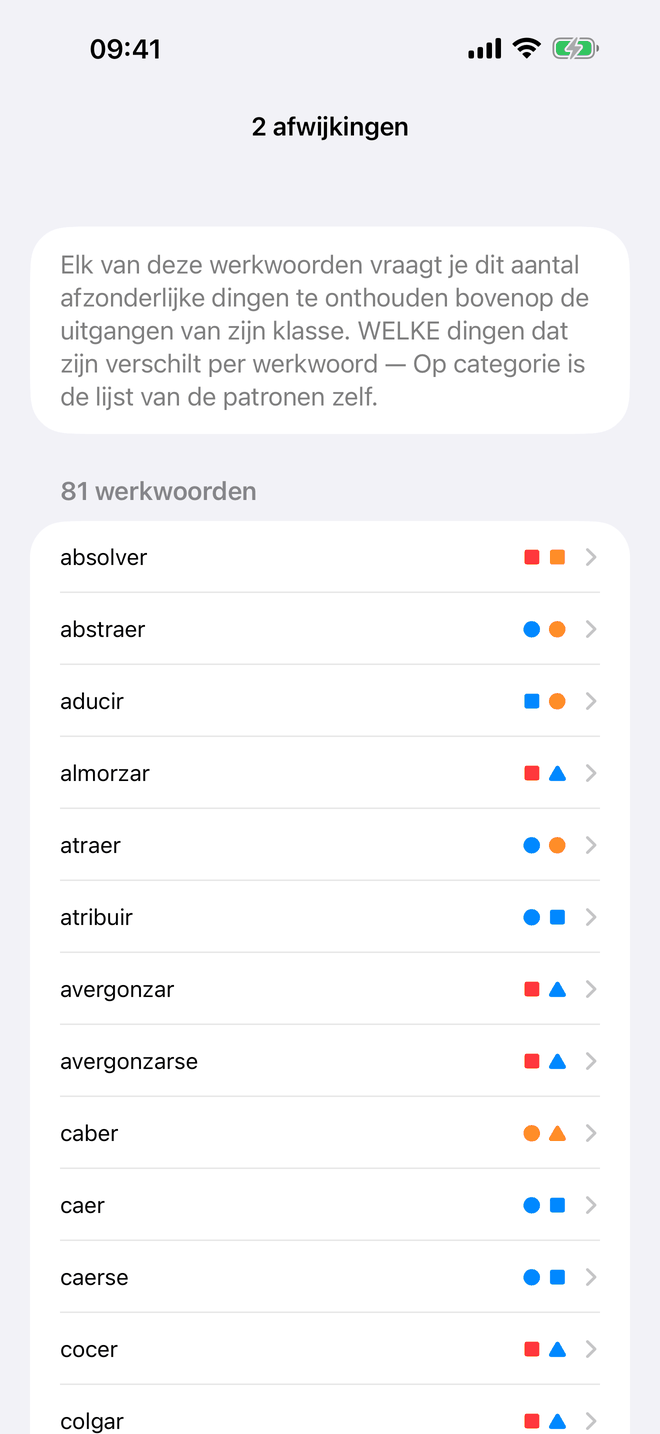 09:41
2 afwijkingen
Elk van deze werkwoorden vraagt je dit aantal
afzonderlijke dingen te onthouden bovenop de
uitgangen van zijn klasse. WELKE dingen dat
zijn verschilt per werkwoord — Op categorie is
de lijst van de patronen zelf.
81 werkwoorden
absolver
abstraer
aducir
almorzar
atraer
atribuir
avergonzar
avergonzarse
caber
caer
caerse
cocer
colgar